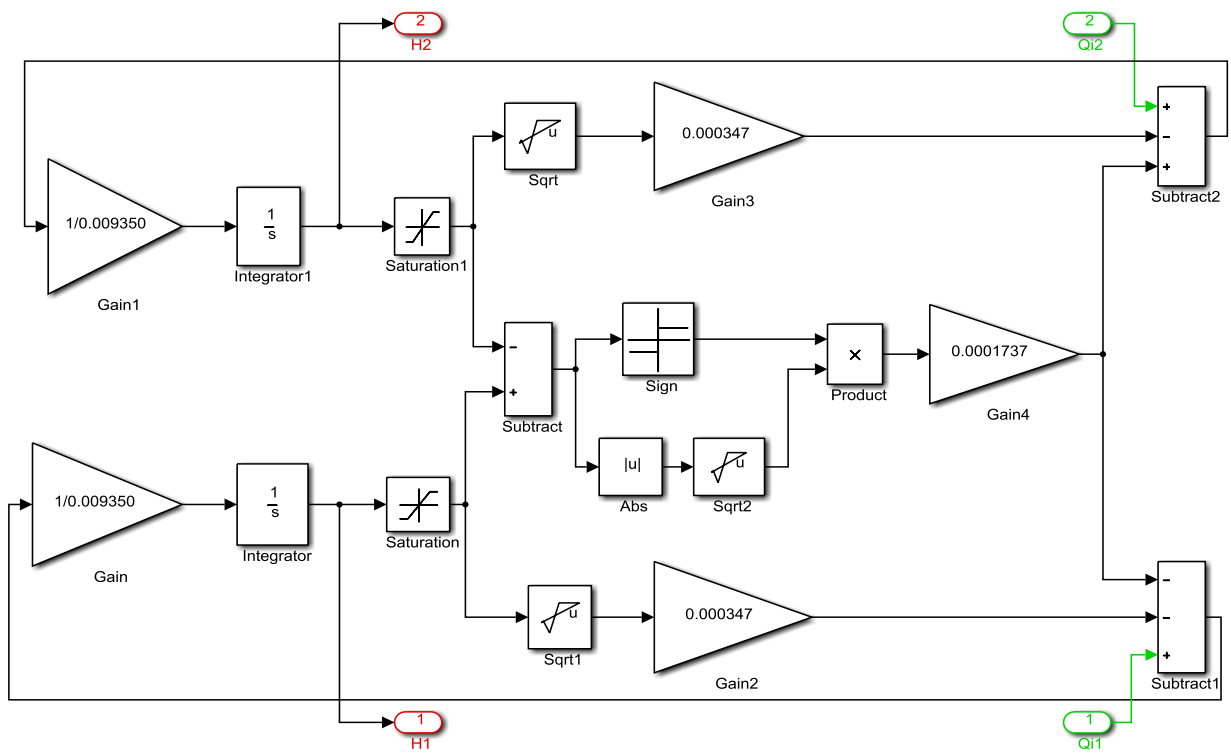 2
H2
2
Qi2
+
-
+
Subtract2
u
Sqrt
0.000347
Gain3
1/0.009350
Gain1
1
s
Integrator1
Saturation1
-
+
Subtract
Sign
×
Product
0.0001737
Gain4
|u|
Abs
u
Sqrt2
1/0.009350
Gain
1
s
Integrator
Saturation
u
Sqrt1
0.000347
Gain2
-
-
+
Subtract1
1
H1
1
Qi1